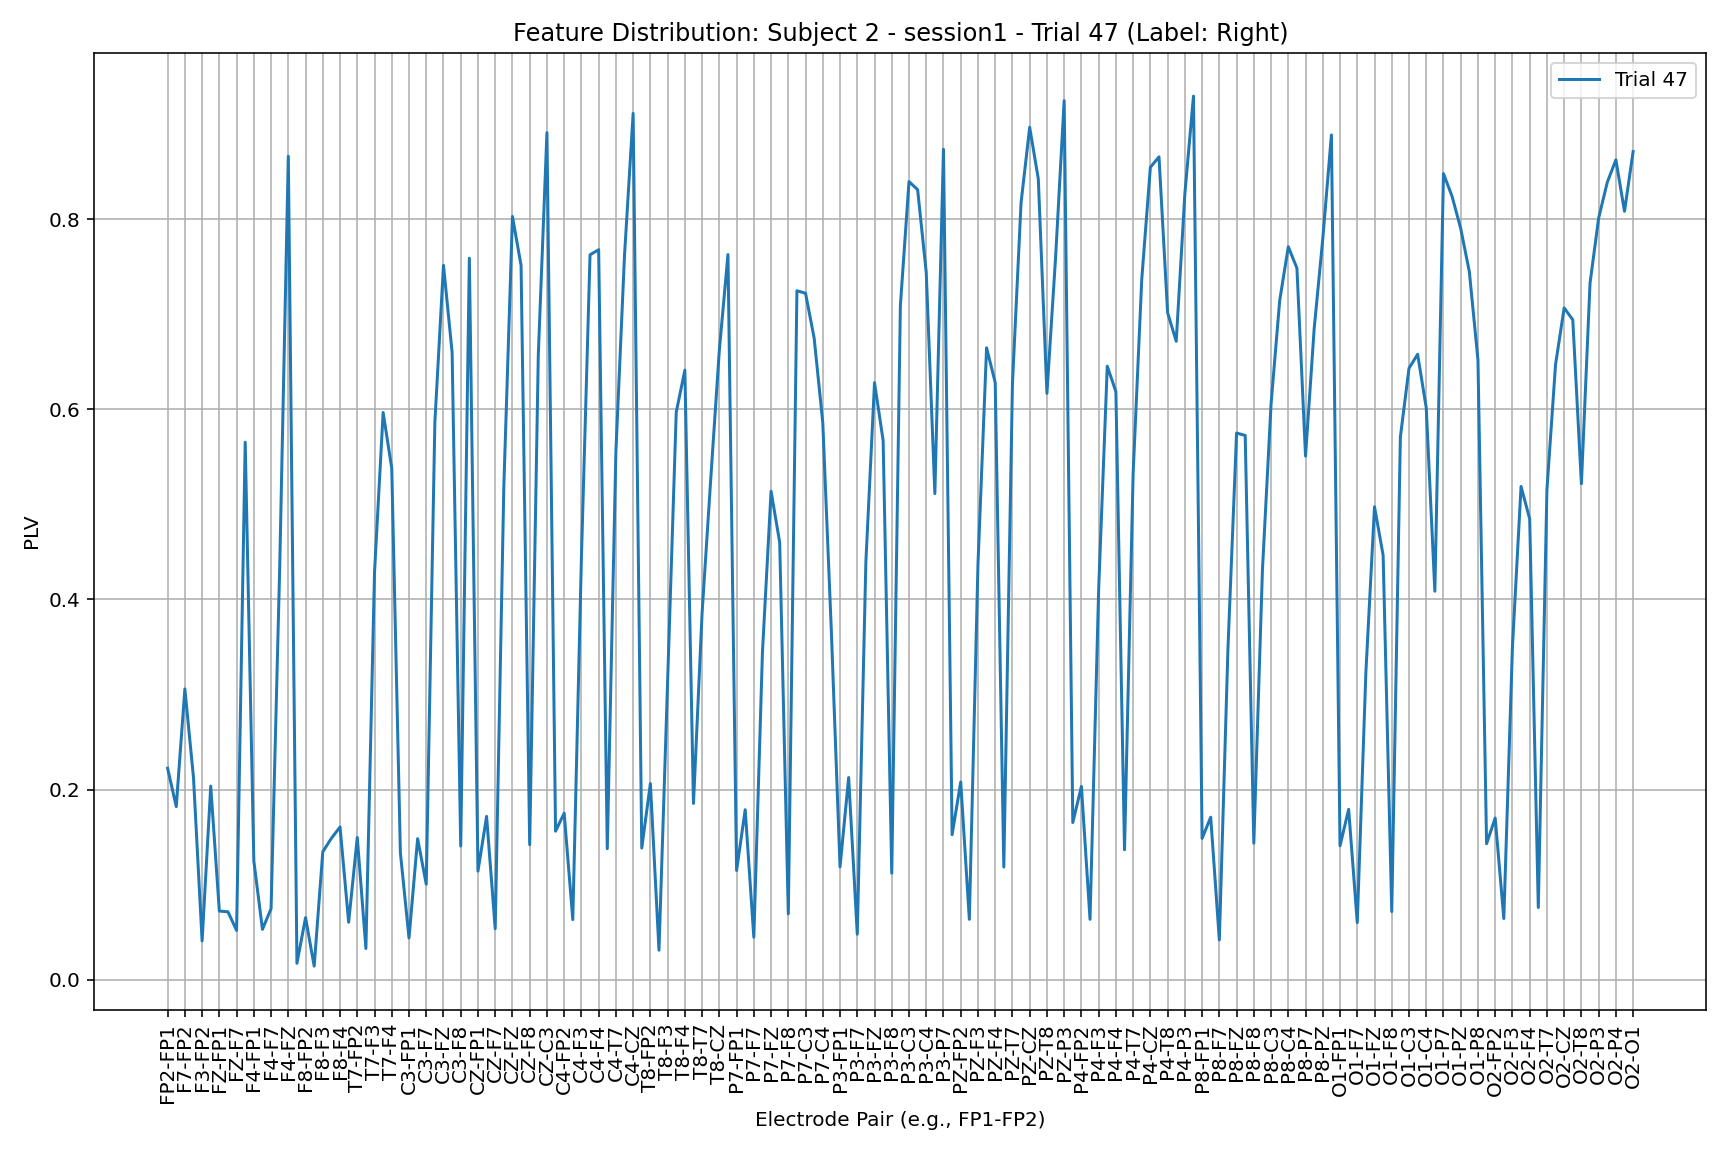 Feature Distribution: Subject 2 - session1 - Trial 47 (Label: Right)
Trial 47
PLV
0.8
0.6
0.4
0.2
0.0
FP2-FP1
F7-FP2
F3-FP2
FZ-FP1
FZ-F7
F4-FP1
F4-F7
F4-FZ
F8-FP2
F8-F3
F8-F4
T7-FP2
T7-F3
T7-F4
C3-FP1
C3-F7
C3-FZ
C3-F8
CZ-FP1
CZ-F7
CZ-FZ
CZ-F8
CZ-C3
C4-FP2
C4-F3
C4-F4
C4-T7
C4-CZ
T8-FP2
T8-F3
T8-F4
T8-T7
T8-CZ
P7-FP1
P7-F7
P7-FZ
P7-F8
P7-C3
P7-C4
P3-FP1
P3-F7
P3-FZ
P3-F8
P3-C3
P3-C4
P3-P7
PZ-FP2
PZ-F3
PZ-F4
PZ-T7
PZ-CZ
PZ-T8
PZ-P3
P4-FP2
P4-F3
P4-F4
P4-T7
P4-CZ
P4-T8
P4-P3
P8-FP1
P8-F7
P8-FZ
P8-F8
P8-C3
P8-C4
P8-P7
P8-PZ
O1-FP1
O1-F7
O1-FZ
O1-F8
O1-C3
O1-C4
O1-P7
O1-PZ
O1-P8
O2-FP2
O2-F3
O2-F4
O2-T7
O2-CZ
O2-T8
O2-P3
O2-P4
O2-O1
Electrode Pair (e.g., FP1-FP2)